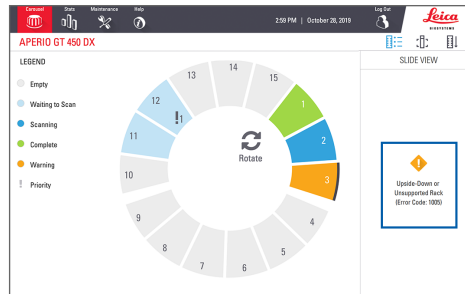 Carousel Stats Maintenance Help
2:59 PM | October 28, 2019
Log Out
Leica
BIOSYSTEMS
APERIO GT 450 DX
LEGEND
Empty
Waiting to Scan
Scanning
Complete
Warning
! Priority
SLIDE VIEW
Rotate
1
2
3
4
5
6
7
8
9
10
11
12
!1
13
14
15
Upside-Down or
Unsupported Rack
(Error Code: 1005)